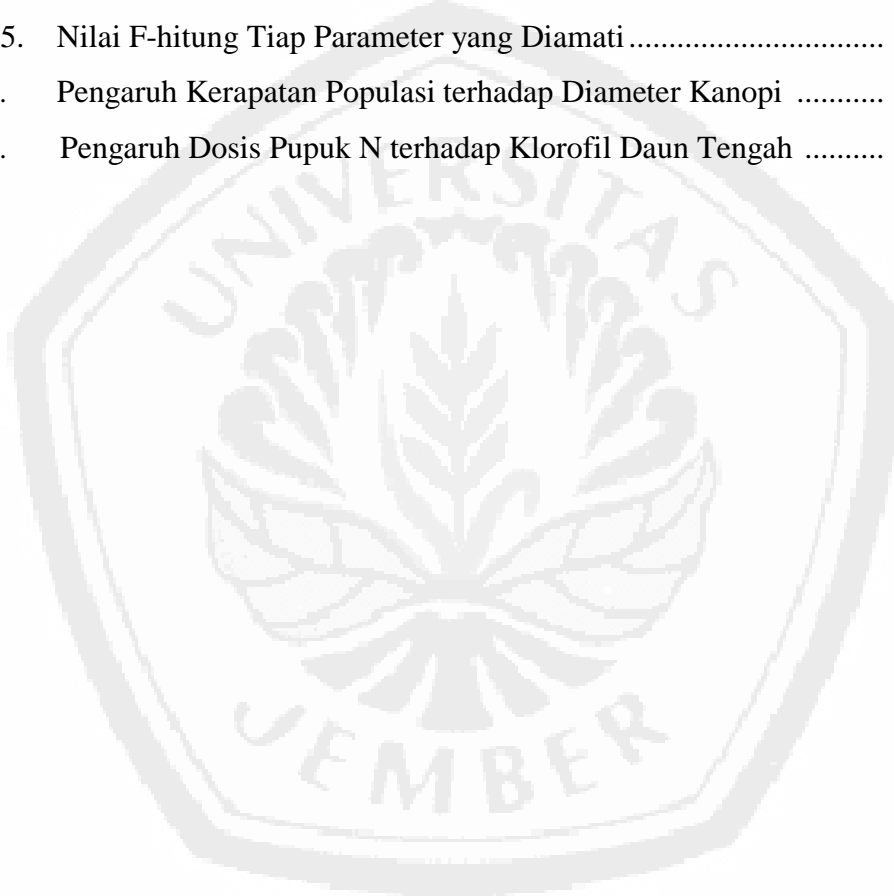 5. Nilai F-hitung Tiap Parameter yang Diamati ................................
. Pengaruh Kerapatan Populasi terhadap Diameter Kanopi ...........
. Pengaruh Dosis Pupuk N terhadap Klorofil Daun Tengah ..........
UNIVERSITAS
JEMBER